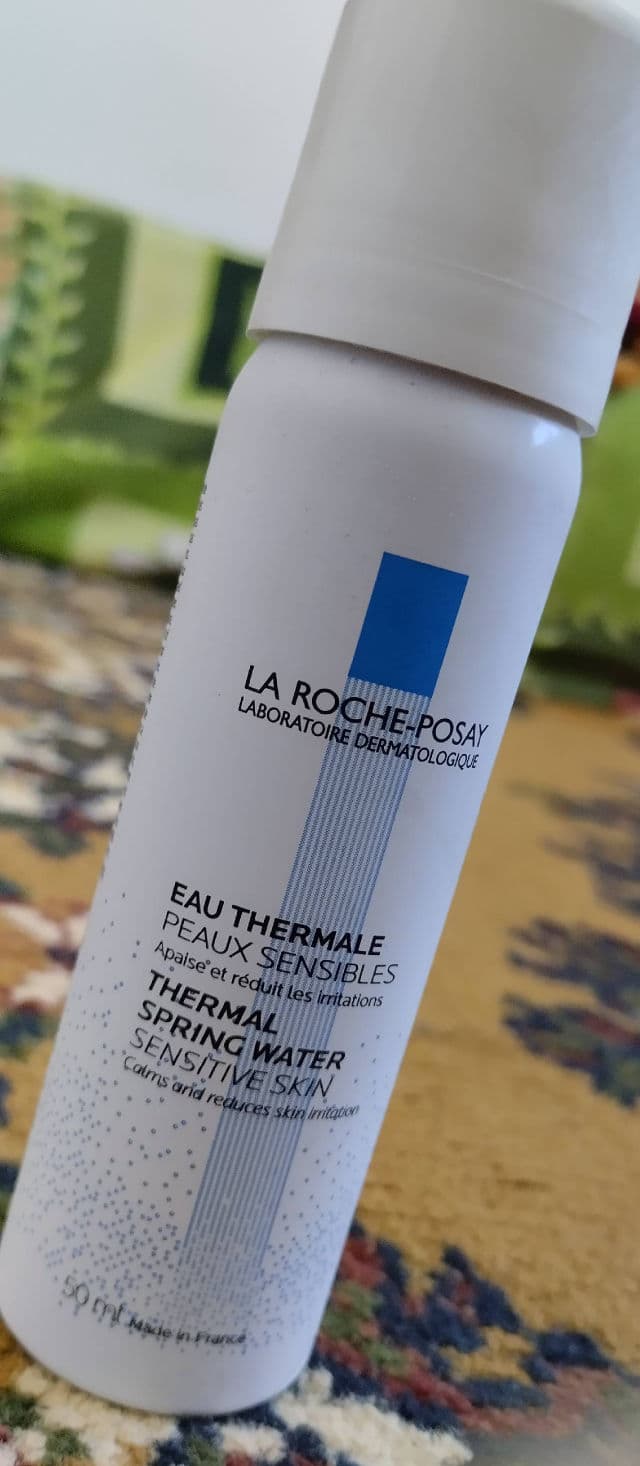 LA ROCHE-POSAY
LABORATOIRE DERMATOLOGIQUE
EAU THERMALE
PEAUX SENSIBLES
Apaise et réduit les irritations
THERMAL
SPRING WATER
SENSITIVE SKIN
Calms and reduces skin irritation
50 ml Made in France